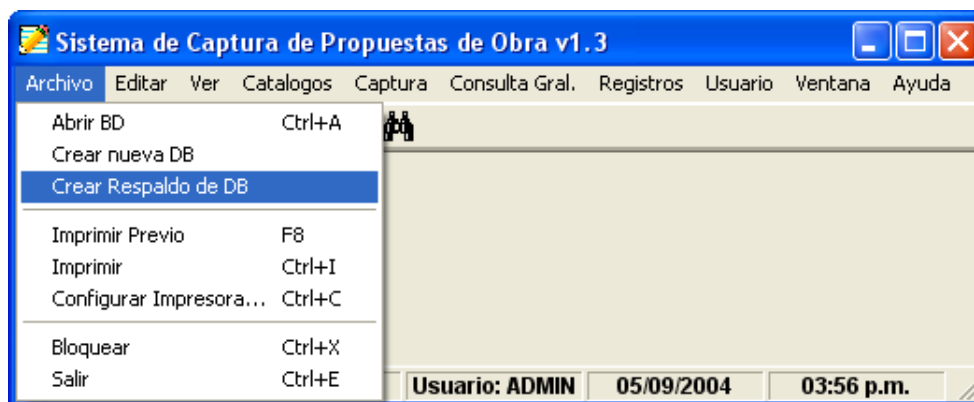 Sistema de Captura de Propuestas de Obra v1.3
Archivo Editar Ver Catalogos Captura Consulta Gral. Registros Usuario Ventana Ayuda
Abrir BD Ctrl+A
Crear nueva DB
Crear Respaldo de DB
Imprimir Previo F8
Imprimir Ctrl+I
Configurar Impresora... Ctrl+C
Bloquear Ctrl+X
Salir Ctrl+E
Usuario: ADMIN 05/09/2004 03:56 p.m.